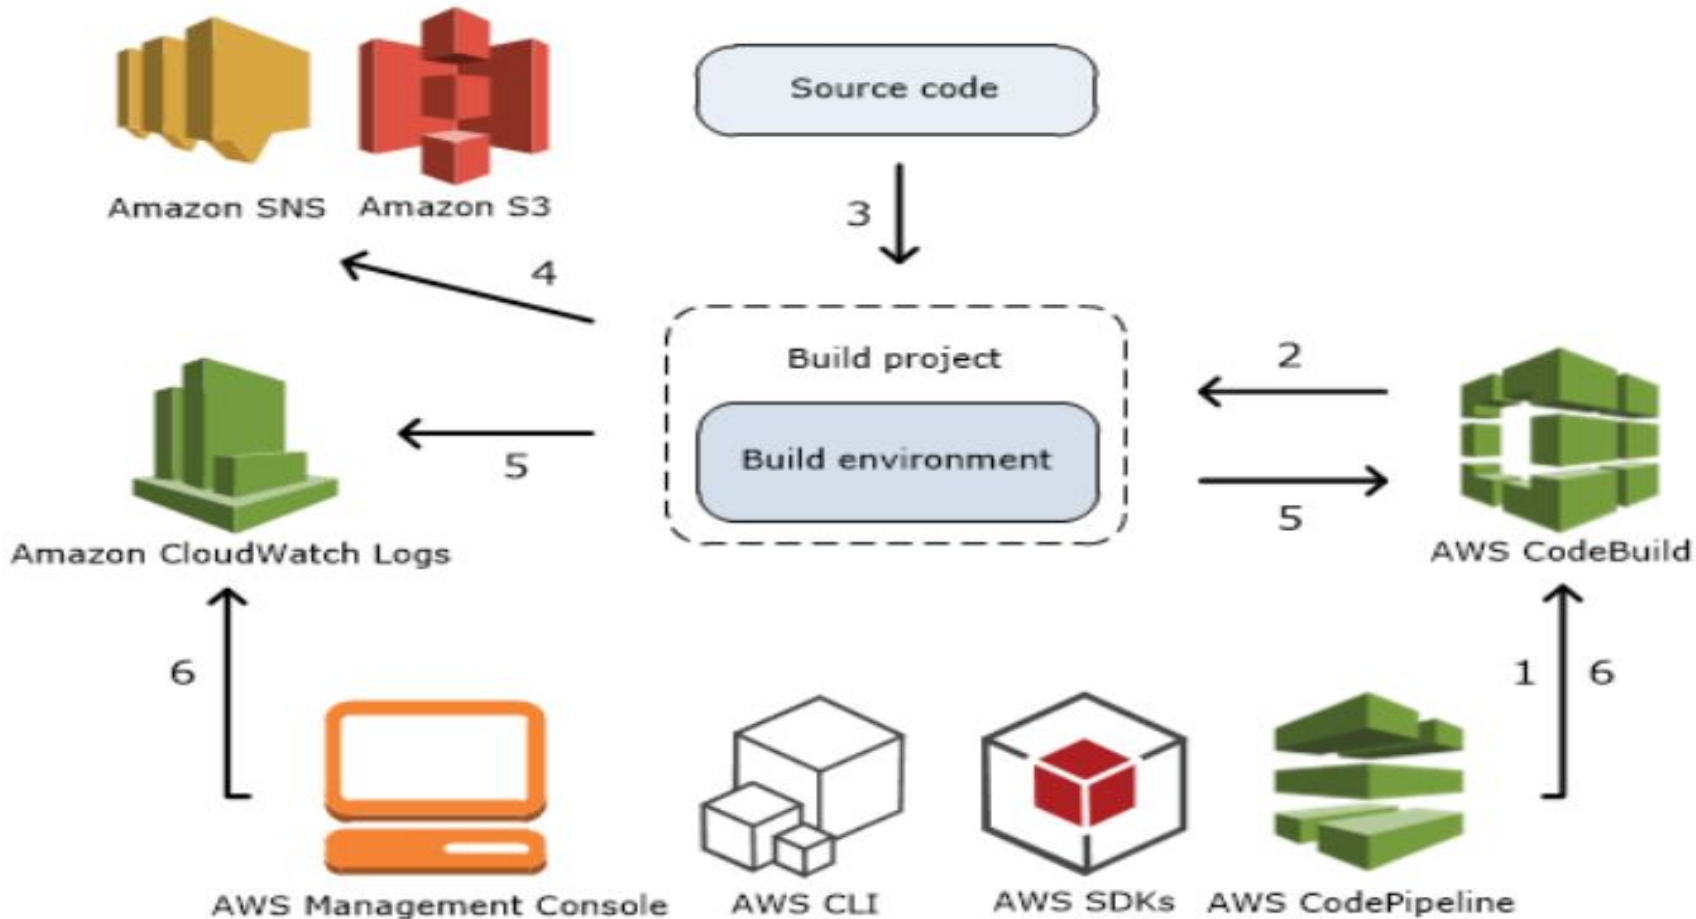 Amazon SNS
Amazon S3
Source code
3
4
Build project
2
Build environment
5
5
Amazon CloudWatch Logs
AWS CodeBuild
6
1
6
AWS Management Console
AWS CLI
AWS SDKs
AWS CodePipeline